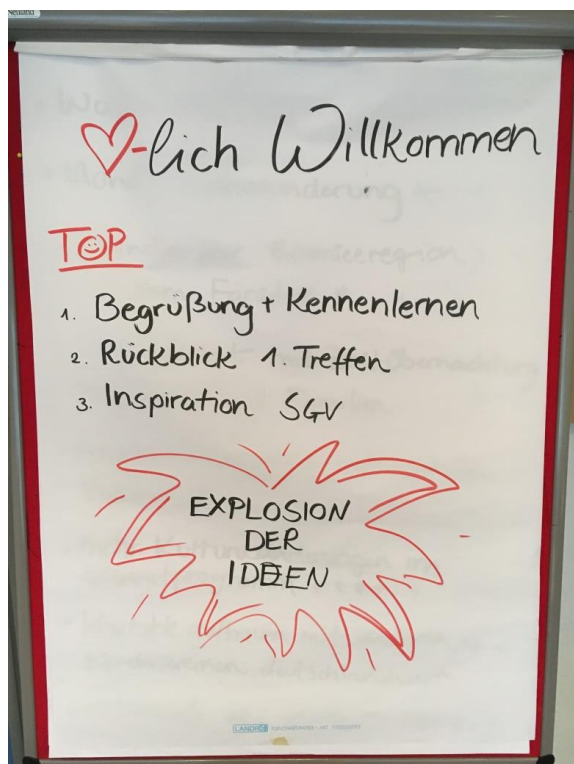 ♡-lich Willkommen
TOP
1. Begrüßung + Kennenlernen
2. Rückblick 1. Treffen
3. Inspiration SGV
EXPLOSION
DER
IDEEN